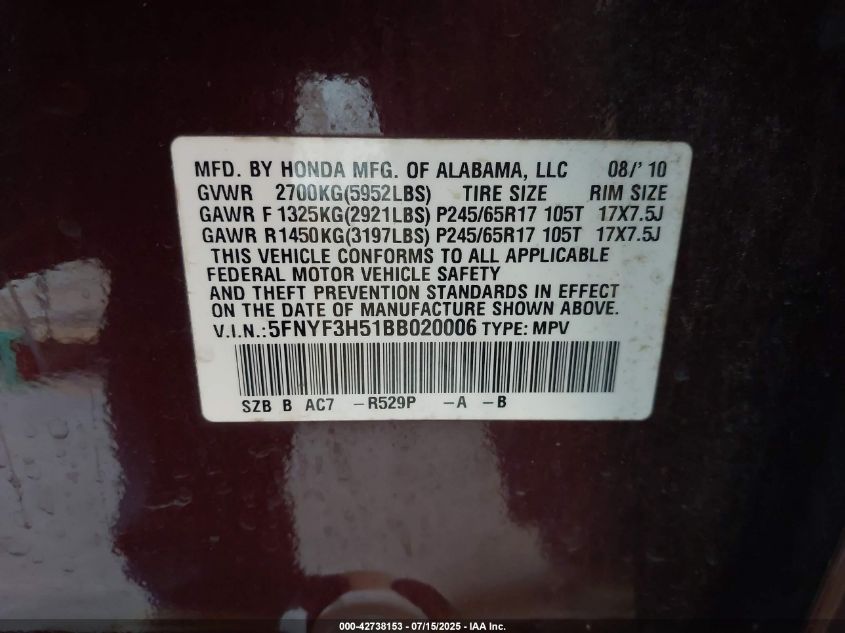 MFD. BY HONDA MFG. OF ALABAMA, LLC 08/'10
GVWR 2700KG(5952LBS) TIRE SIZE RIM SIZE
GAWR F 1325KG(2921LBS) P245/65R17 105T 17X7.5J
GAWR R 1450KG(3197LBS) P245/65R17 105T 17X7.5J
THIS VEHICLE CONFORMS TO ALL APPLICABLE
FEDERAL MOTOR VEHICLE SAFETY
AND THEFT PREVENTION STANDARDS IN EFFECT
ON THE DATE OF MANUFACTURE SHOWN ABOVE.
V.I.N.: 5FNYF3H51BB020006 TYPE: MPV
SZB B AC7 -R529P -A -B
000-42738153 - 07/15/2025 - IAA Inc.